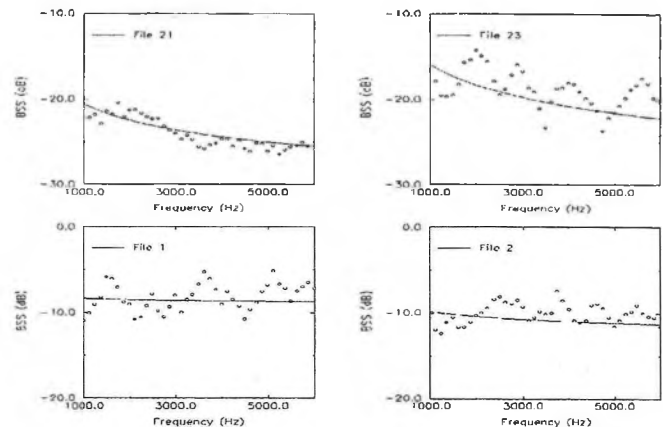 -10.0
File 21
BSS (dB)
-20.0
-30.0
1000.0 3000.0 5000.0
Frequency (Hz)
-10.0
File 23
BSS (dB)
-20.0
-30.0
1000.0 3000.0 5000.0
Frequency (Hz)
0.0
File 1
BSS (dB)
-10.0
-20.0
1000.0 3000.0 5000.0
Frequency (Hz)
0.0
File 2
BSS (dB)
-10.0
-20.0
1000.0 3000.0 5000.0
Frequency (Hz)